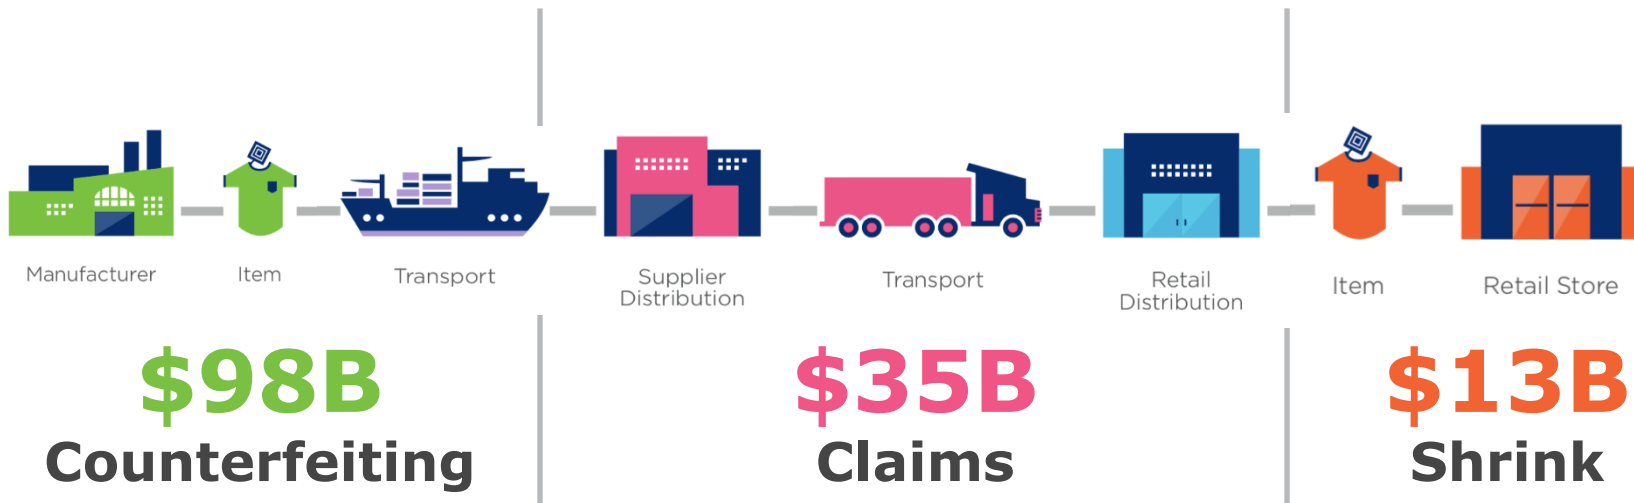 Manufacturer
Item
Transport
Supplier
Distribution
Transport
Retail
Distribution
Item
Retail Store
$98B
Counterfeiting
$35B
Claims
$13B
Shrink